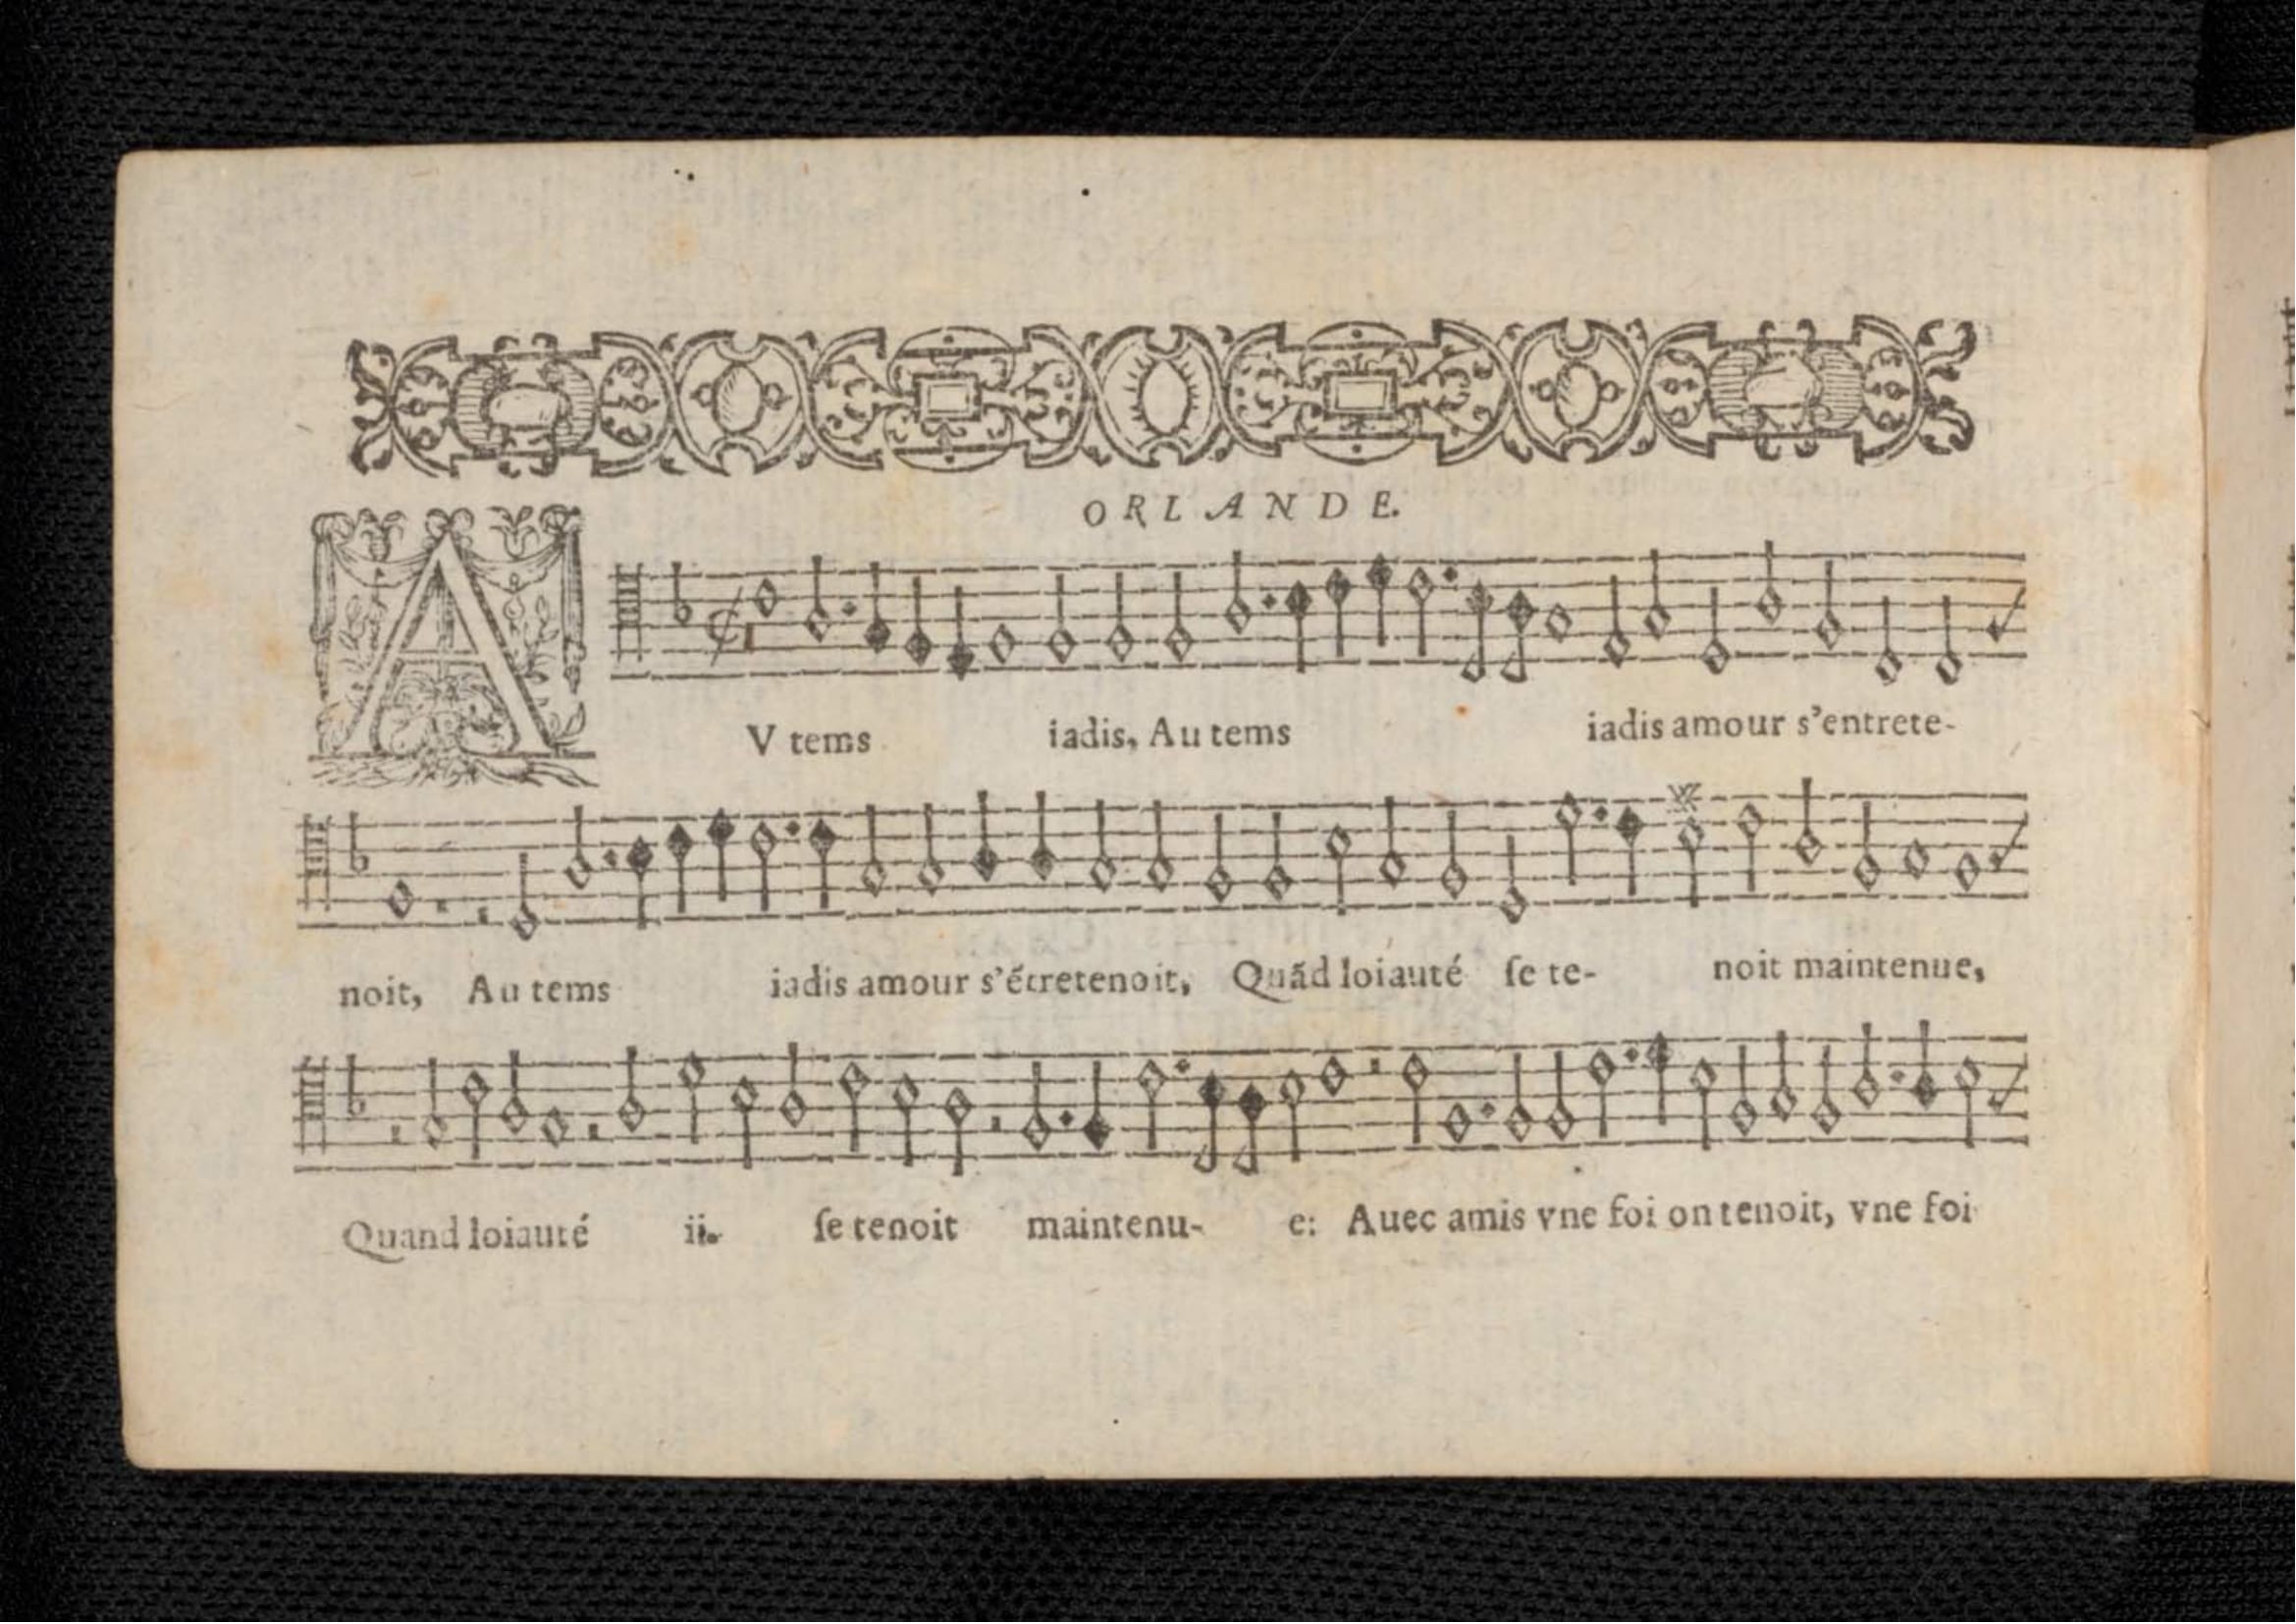 ORLANDE.
AV tems iadis, Au tems iadis amour s'entrete-
noit, Au tems iadis amour s'étretenoit, Quãd loiauté ſe te- noit maintenue,
Quand loiauté ii. ſe tenoit maintenu- e: Auec amis vne foi on tenoit, vne foi